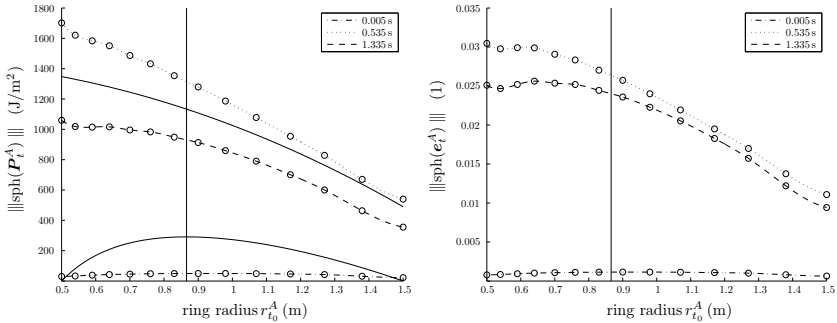 1800
1600
1400
1200
1000
800
600
400
200
0.5 0.6 0.7 0.8 0.9 1 1.1 1.2 1.3 1.4 1.5
ring radius r_{t_0}^A (m)
||||sph(P_t^A) |||| (J/m²)
0.005 s
0.535 s
1.335 s
0.035
0.03
0.025
0.02
0.015
0.01
0.005
0.5 0.6 0.7 0.8 0.9 1 1.1 1.2 1.3 1.4 1.5
ring radius r_{t_0}^A (m)
||||sph(e_t^A) |||| (1)
0.005 s
0.535 s
1.335 s